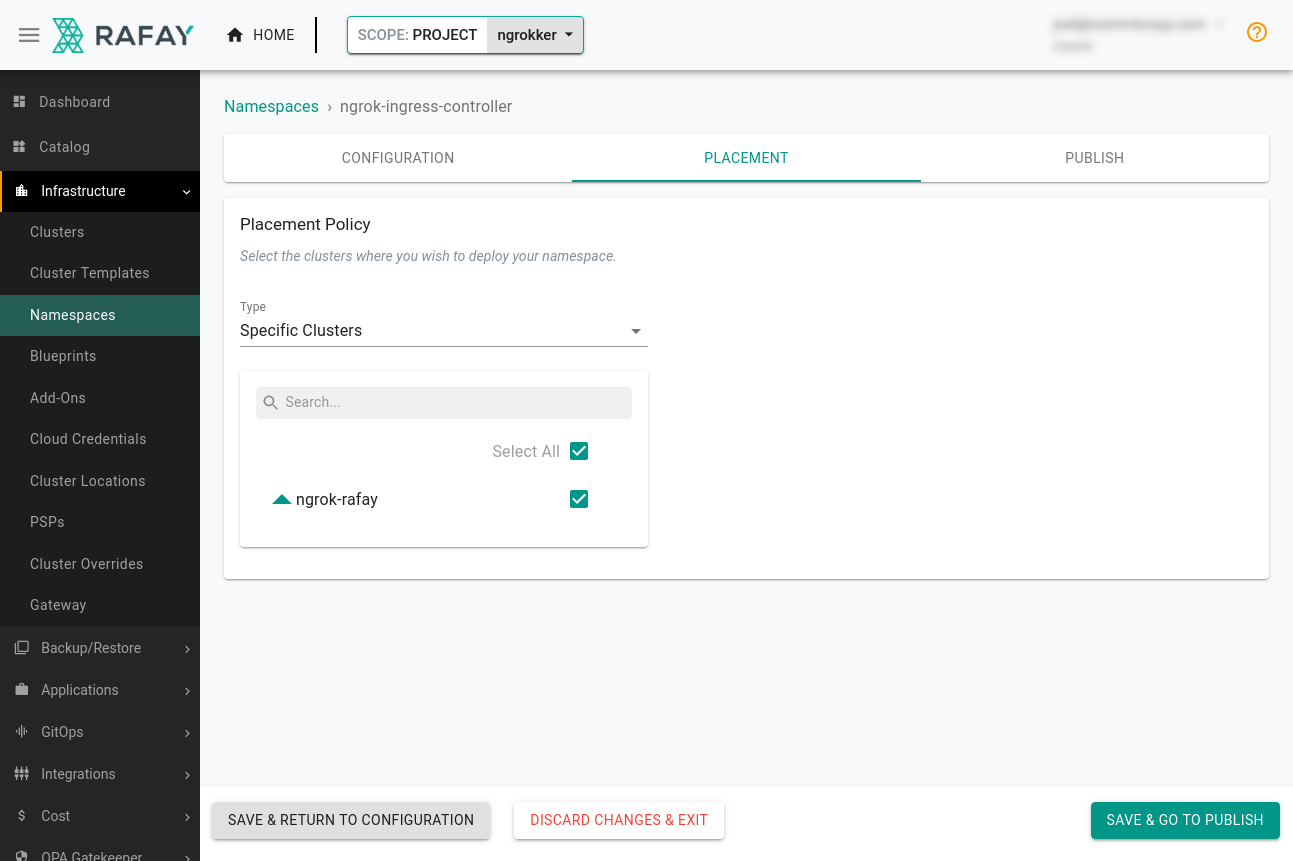 RAFAY
HOME
SCOPE: PROJECT ngrokker
Dashboard
Catalog
Infrastructure
Clusters
Cluster Templates
Namespaces
Blueprints
Add-Ons
Cloud Credentials
Cluster Locations
PSPs
Cluster Overrides
Gateway
Backup/Restore
Applications
GitOps
Integrations
Cost
OPA Gatekeeper
Namespaces › ngrok-ingress-controller
CONFIGURATION PLACEMENT PUBLISH
Placement Policy
Select the clusters where you wish to deploy your namespace.
Type
Specific Clusters
Search...
Select All
ngrok-rafay
SAVE & RETURN TO CONFIGURATION DISCARD CHANGES & EXIT SAVE & GO TO PUBLISH